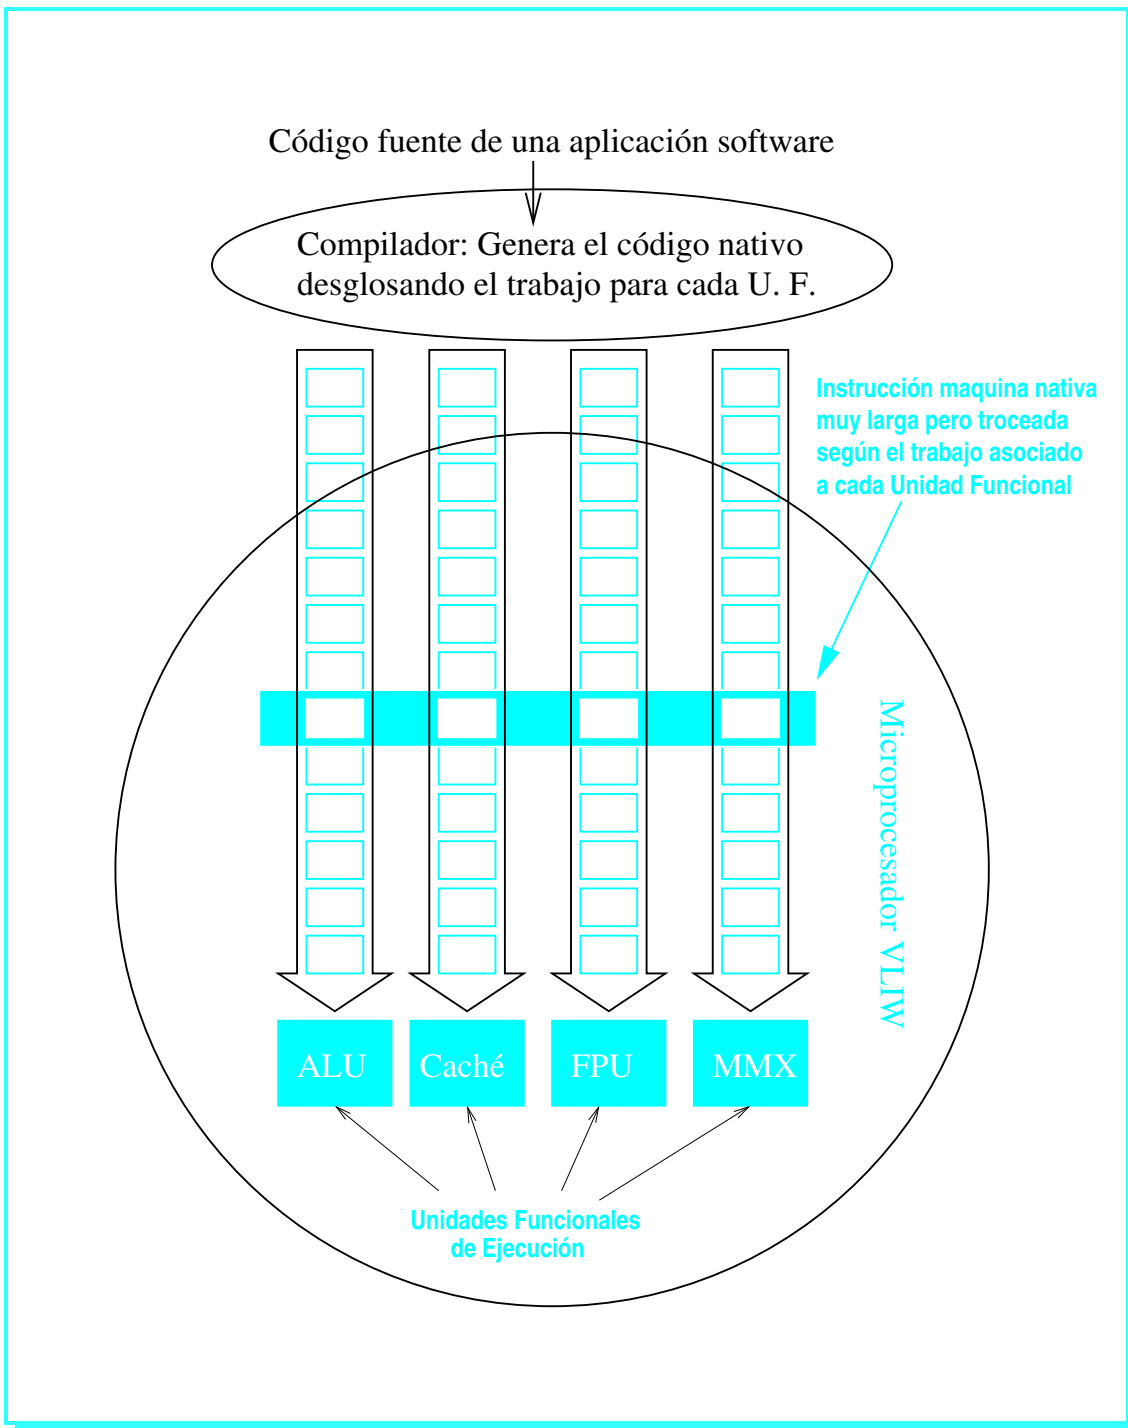 Código fuente de una aplicación software
Compilador: Genera el código nativo
desglosando el trabajo para cada U. F.
Instrucción maquina nativa
muy larga pero troceada
según el trabajo asociado
a cada Unidad Funcional
Microprocesador VLIW
ALU
Caché
FPU
MMX
Unidades Funcionales
de Ejecución